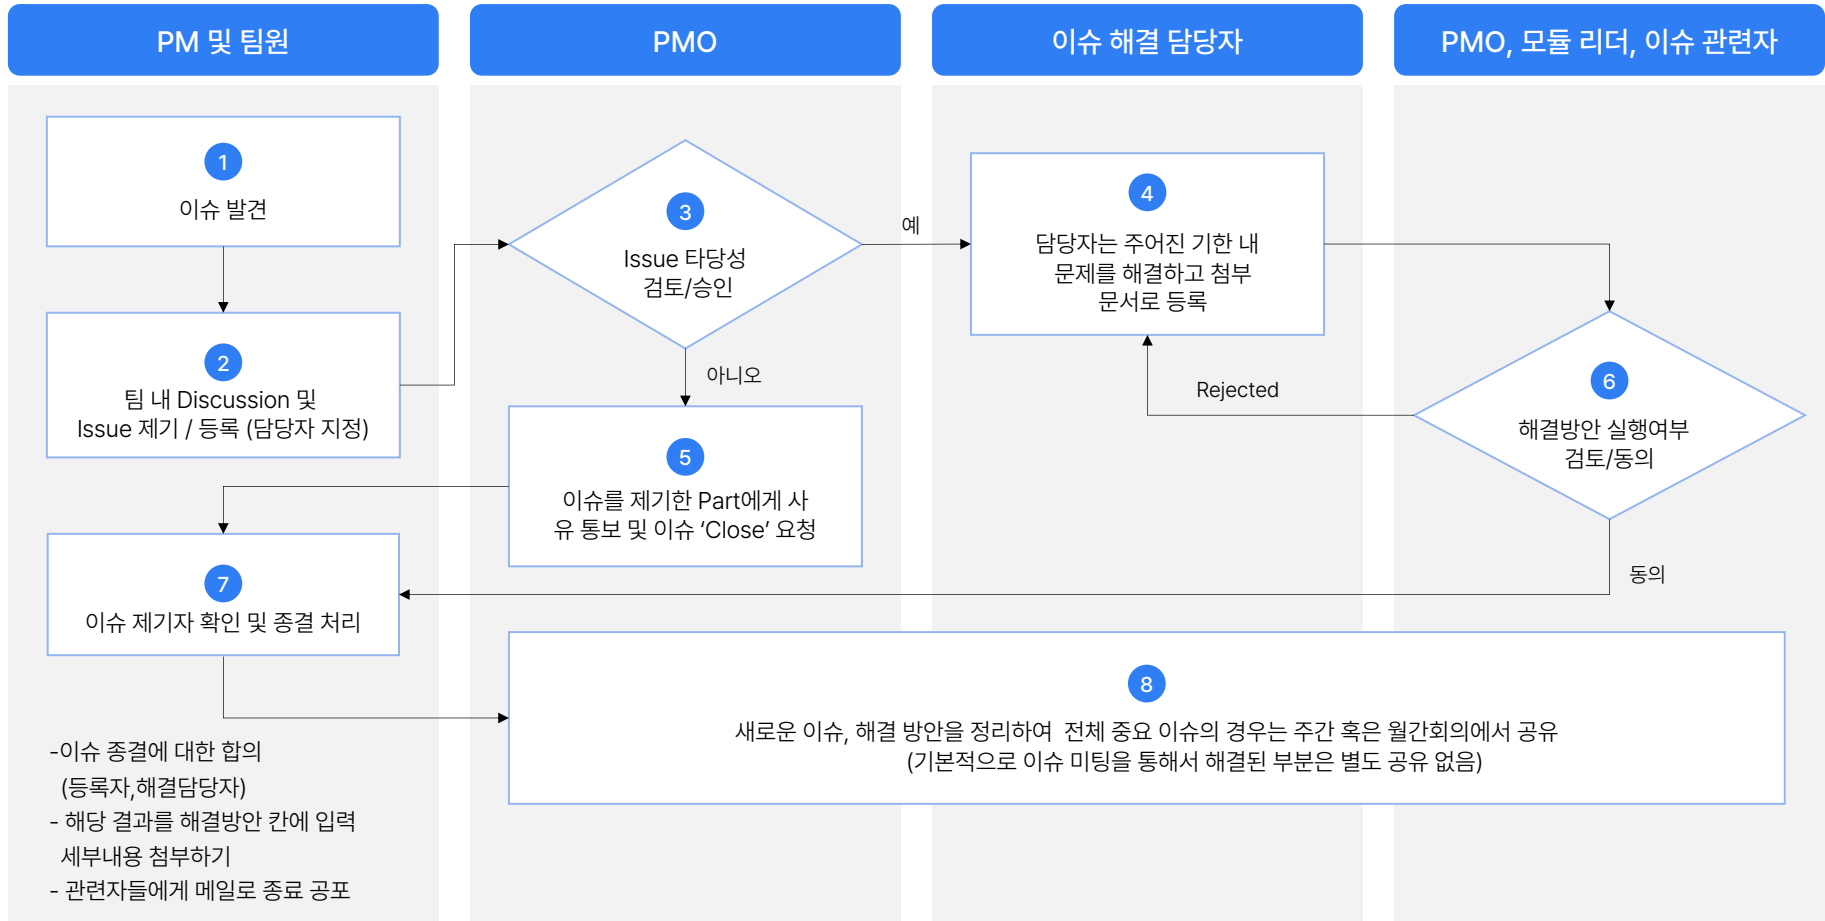 PM 및 팀원
PMO
이슈 해결 담당자
PMO, 모듈 리더, 이슈 관련자
1
이슈 발견
2
팀 내 Discussion 및
Issue 제기 / 등록 (담당자 지정)
3
Issue 타당성
검토/승인
예
아니오
4
담당자는 주어진 기한 내
문제를 해결하고 첨부
문서로 등록
5
이슈를 제기한 Part에게 사
유 통보 및 이슈 ‘Close’ 요청
Rejected
6
해결방안 실행여부
검토/동의
동의
7
이슈 제기자 확인 및 종결 처리
8
새로운 이슈, 해결 방안을 정리하여  전체 중요 이슈의 경우는 주간 혹은 월간회의에서 공유
(기본적으로 이슈 미팅을 통해서 해결된 부분은 별도 공유 없음)
-이슈 종결에 대한 합의
(등록자,해결담당자)
- 해당 결과를 해결방안 칸에 입력
세부내용 첨부하기
- 관련자들에게 메일로 종료 공포